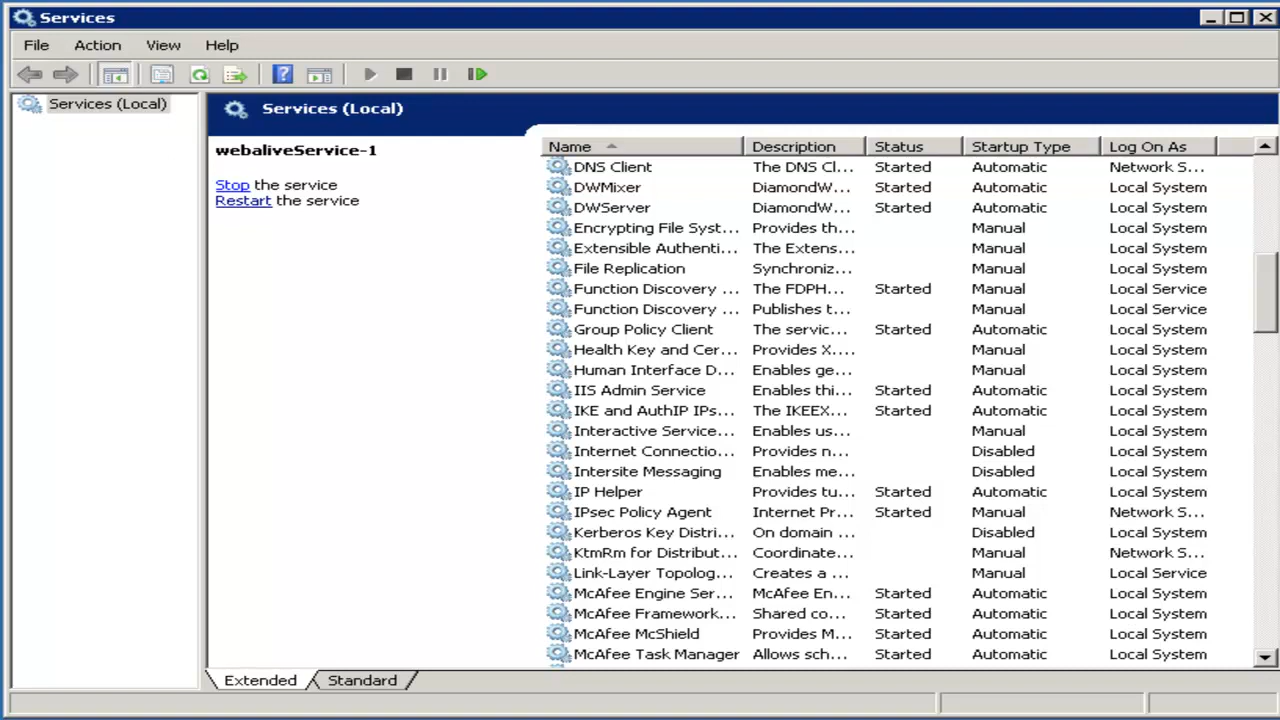 Services
File Action View Help
Services (Local)
Services (Local)
webaliveService-1
Stop the service
Restart the service
Name Description Status Startup Type Log On As
DNS Client The DNS Cl... Started Automatic Network S...
DWMixer DiamondW... Started Automatic Local System
DWServer DiamondW... Started Automatic Local System
Encrypting File Syst... Provides th... Manual Local System
Extensible Authenti... The Extens... Manual Local System
File Replication Synchroniz... Manual Local System
Function Discovery ... The FDPH... Started Manual Local Service
Function Discovery ... Publishes t... Manual Local Service
Group Policy Client The servic... Started Automatic Local System
Health Key and Cer... Provides X.... Manual Local System
Human Interface D... Enables ge... Manual Local System
IIS Admin Service Enables thi... Started Automatic Local System
IKE and AuthIP IPs... The IKEEX... Started Automatic Local System
Interactive Service... Enables us... Manual Local System
Internet Connectio... Provides n... Disabled Local System
Intersite Messaging Enables me... Disabled Local System
IP Helper Provides tu... Started Automatic Local System
IPsec Policy Agent Internet Pr... Started Manual Network S...
Kerberos Key Distri... On domain ... Disabled Local System
KtmRm for Distribut... Coordinate... Manual Network S...
Link-Layer Topolog... Creates a ... Manual Local Service
McAfee Engine Ser... McAfee En... Started Automatic Local System
McAfee Framework... Shared co... Started Automatic Local System
McAfee McShield Provides M... Started Automatic Local System
McAfee Task Manager Allows sch... Started Automatic Local System
Extended Standard